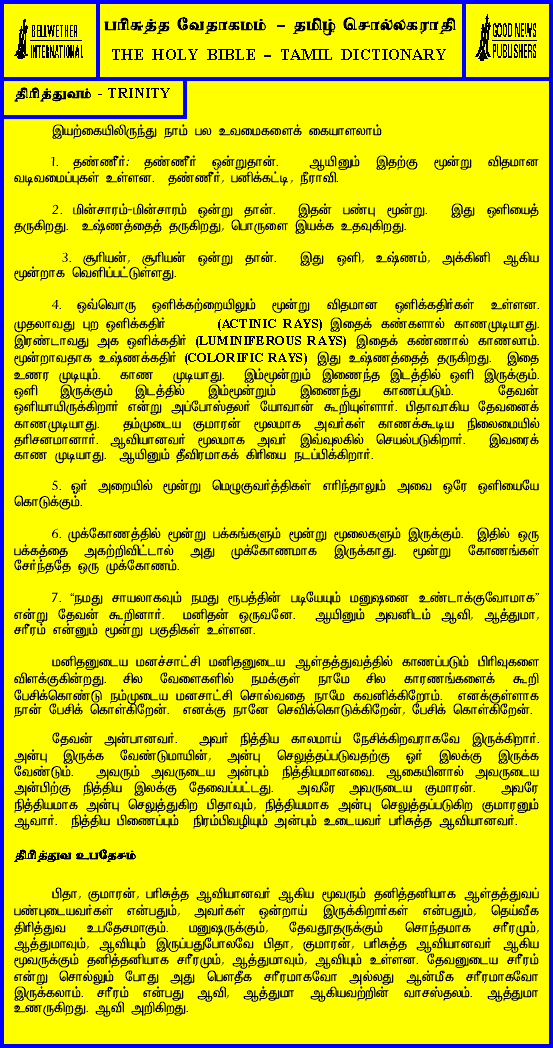 BELLWETHER
INTERNATIONAL
பரிசுத்த வேதாகமம் – தமிழ் சொல்லகராதி
THE HOLY BIBLE – TAMIL DICTIONARY
GOOD NEWS
PUBLISHERS
திரித்துவம் - TRINITY
இயற்கையிலிருந்து நாம் பல உவமைகளைக் கையாளலாம்
1. தண்ணீர்: தண்ணீர் ஒன்றுதான். ஆயினும் இதற்கு மூன்று விதமான
வடிவமைப்புகள் உள்ளன. தண்ணீர், பனிக்கட்டி, நீராவி.
2. மின்சாரம்-மின்சாரம் ஒன்று தான். இதன் பண்பு மூன்று. இது ஒளியைத்
தருகிறது. உஷ்ணத்தைத் தருகிறது, பொருளை இயக்க உதவுகிறது.
3. சூரியன், சூரியன் ஒன்று தான். இது ஒளி, உஷ்ணம், அக்கினி ஆகிய
மூன்றாக வெளிப்பட்டுள்ளது.
4. ஒவ்வொரு ஒளிக்கற்றையிலும் மூன்று விதமான ஒளிக்கதிர்கள் உள்ளன.
முதலாவது புற ஒளிக்கதிர் (ACTINIC RAYS) இதைக் கண்களால் காணமுடியாது.
இரண்டாவது அக ஒளிக்கதிர் (LUMINIFEROUS RAYS) இதைக் கண்ணால் காணலாம்.
மூன்றாவதாக உஷ்ணக்கதிர் (COLORIFIC RAYS) இது உஷ்ணத்தைத் தருகிறது. இதை
உணர முடியும். காண முடியாது. இம்மூன்றும் இணைந்த இடத்தில் ஒளி இருக்கும்.
ஒளி இருக்கும் இடத்தில் இம்மூன்றும் இணைந்து காணப்படும். தேவன்
ஒளியாயிருக்கிறார் என்று அப்போஸ்தலர் யோவான் கூறியுள்ளார். பிதாவாகிய தேவனைக்
காணமுடியாது. தம்முடைய குமாரன் மூலமாக அவர்கள் காணக்கூடிய நிலைமையில்
தரிசனமானார். ஆவியானவர் மூலமாக அவர் இவ்வுலகில் செயல்படுகிறார். இவரைக்
காண முடியாது. ஆயினும் தீவிரமாகக் கிரியை நடப்பிக்கிறார்.
5. ஓர் அறையில் மூன்று மெழுகுவர்த்திகள் எரிந்தாலும் அவை ஒரே ஒளியையே
கொடுக்கும்.
6. முக்கோணத்தில் மூன்று பக்கங்களும் மூன்று மூலைகளும் இருக்கும். இதில் ஒரு
பக்கத்தை அகற்றிவிட்டால் அது முக்கோணமாக இருக்காது. மூன்று கோணங்கள்
சேர்ந்ததே ஒரு முக்கோணம்.
7. “நமது சாயலாகவும் நமது ரூபத்தின் படியேயும் மனுஷனை உண்டாக்குவோமாக”
என்று தேவன் கூறினார். மனிதன் ஒருவனே. ஆயினும் அவனிடம் ஆவி, ஆத்துமா,
சரீரம் என்னும் மூன்று பகுதிகள் உள்ளன.
மனிதனுடைய மனச்சாட்சி மனிதனுடைய ஆள்தத்துவத்தில் காணப்படும் பிரிவுகளை
விளக்குகின்றது. சில வேளைகளில் நமக்குள் நாமே சில காரணங்களைக் கூறி
பேசிக்கொண்டு நம்முடைய மனசாட்சி சொல்வதை நாமே கவனிக்கிறோம். எனக்குள்ளாக
நான் பேசிக் கொள்கிறேன். எனக்கு நானே செவிக்கொடுக்கிறேன், பேசிக் கொள்கிறேன்.
தேவன் அன்பானவர். அவர் நித்திய காலமாய் நேசிக்கிறவராகவே இருக்கிறார்.
அன்பு இருக்க வேண்டுமாயின், அன்பு செலுத்தப்படுவதற்கு ஓர் இலக்கு இருக்க
வேண்டும். அவரும் அவருடைய அன்பும் நித்தியமானவை. ஆகையினால் அவருடைய
அன்பிற்கு நித்திய இலக்கு தேவைப்பட்டது. அவரே அவருடைய குமாரன். அவரே
நித்தியமாக அன்பு செலுத்துகிற பிதாவும், நித்தியமாக அன்பு செலுத்தப்படுகிற குமாரனும்
ஆவார். நித்திய பிணைப்பும் நிரம்பிவழியும் அன்பும் உடையவர் பரிசுத்த ஆவியானவர்.
திரித்துவ உபதேசம்
பிதா, குமாரன், பரிசுத்த ஆவியானவர் ஆகிய மூவரும் தனித்தனியாக ஆள்தத்துவப்
பண்புடையவர்கள் என்பதும், அவர்கள் ஒன்றாய் இருக்கிறார்கள் என்பதும், தெய்வீக
திரித்துவ உபதேசமாகும். மனுஷருக்கும், தேவதூதருக்கும் சொந்தமாக சரீரமும்,
ஆத்துமாவும், ஆவியும் இருப்பதுபோலவே பிதா, குமாரன், பரிசுத்த ஆவியானவர் ஆகிய
மூவருக்கும் தனித்தனியாக சரீரமும், ஆத்துமாவும், ஆவியும் உள்ளன. தேவனுடைய சரீரம்
என்று சொல்லும் போது அது பௌதீக சரீரமாகவோ அல்லது ஆன்மீக சரீரமாகவோ
இருக்கலாம். சரீரம் என்பது ஆவி, ஆத்துமா ஆகியவற்றின் வாசஸ்தலம். ஆத்துமா
உணருகிறது. ஆவி அறிகிறது.